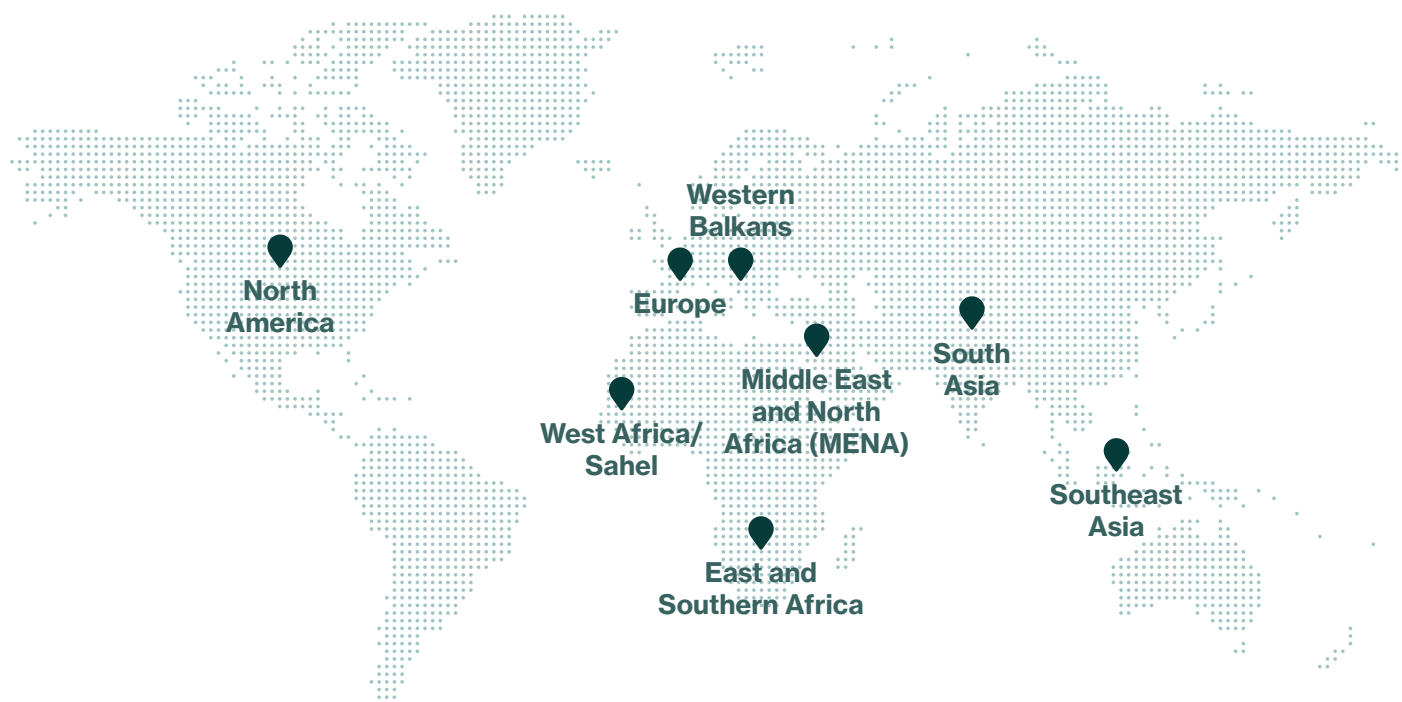 Western
Balkans
North
America
Europe
South
Asia
Middle East
and North
Africa (MENA)
West Africa/
Sahel
Southeast
Asia
East and
Southern Africa